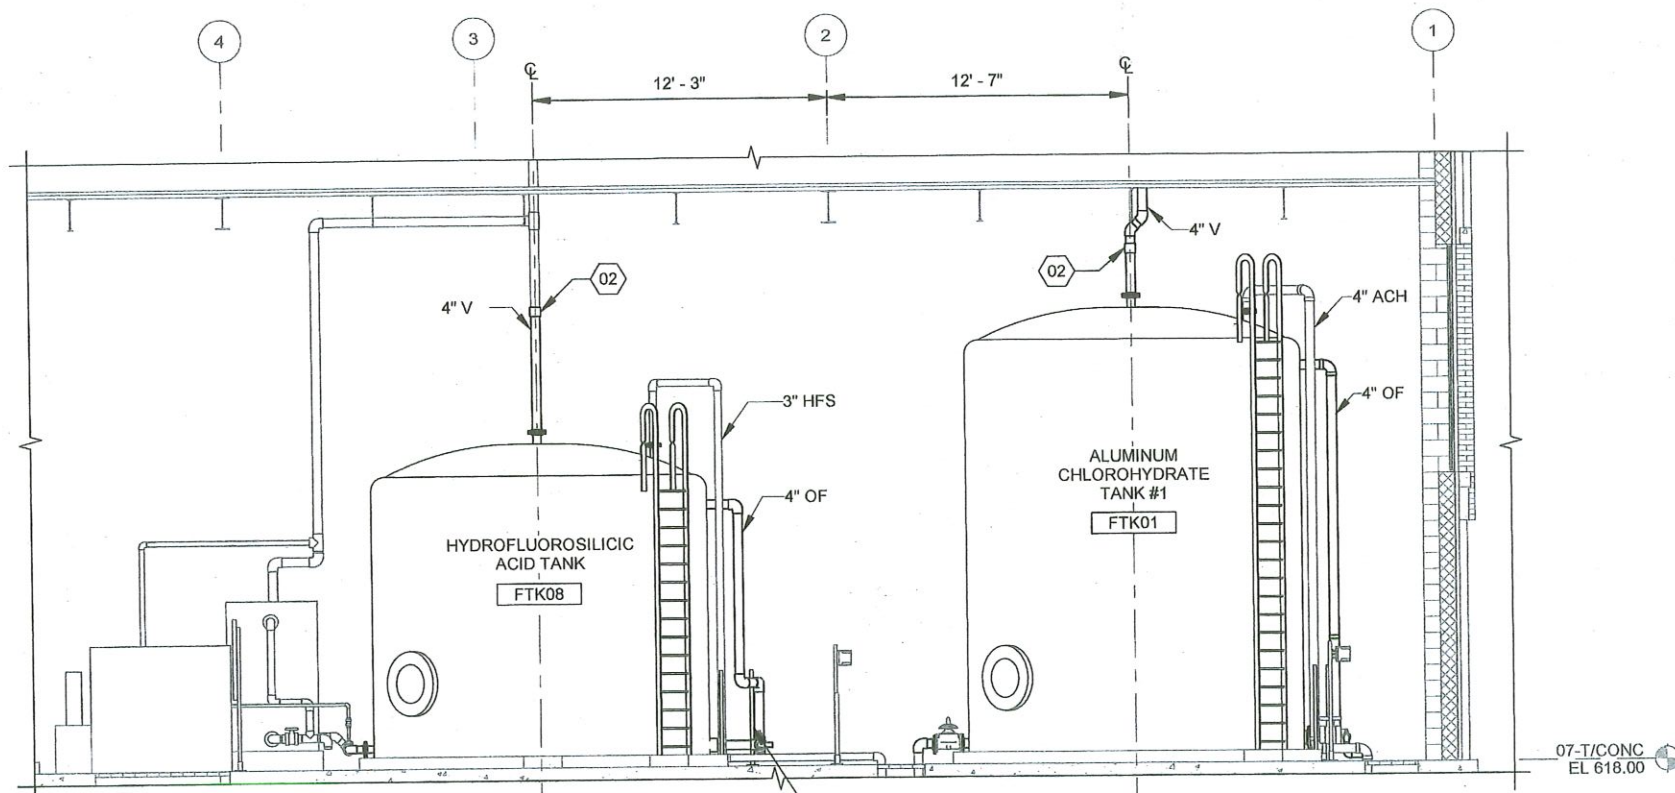 4
3
2
1
℄
℄
12' - 3"
12' - 7"
4" V
02
4" V
02
4" ACH
3" HFS
4" OF
4" OF
ALUMINUM
CHLOROHYDRATE
TANK #1
FTK01
HYDROFLUOROSILICIC
ACID TANK
FTK08
07-T/CONC
EL 618.00